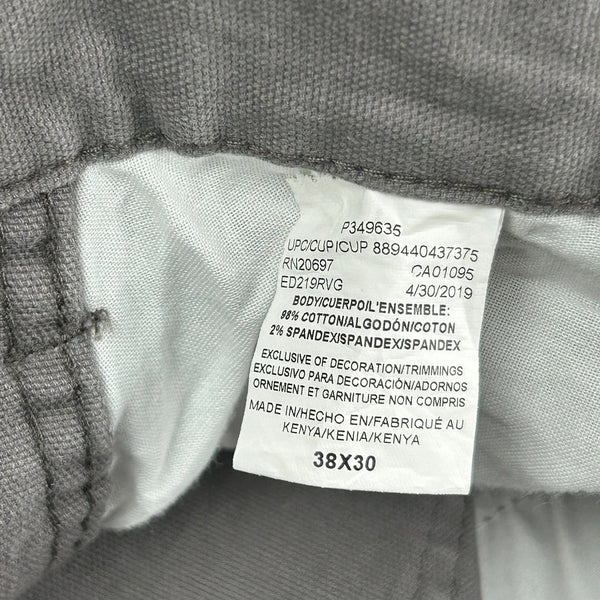 P349635
UPC/CUP/CUP 889440437375
RN20697 CA01095
ED219RVG 4/30/2019
BODY/CUERPO/L'ENSEMBLE:
98% COTTON/ALGODÓN/COTON
2% SPANDEX/SPANDEX/SPANDEX
EXCLUSIVE OF DECORATION/TRIMMINGS
EXCLUSIVO PARA DECORACIÓN/ADORNOS
ORNEMENT ET GARNITURE NON COMPRIS
MADE IN/HECHO EN/FABRIQUÉ AU
KENYA/KENIA/KENYA
38X30